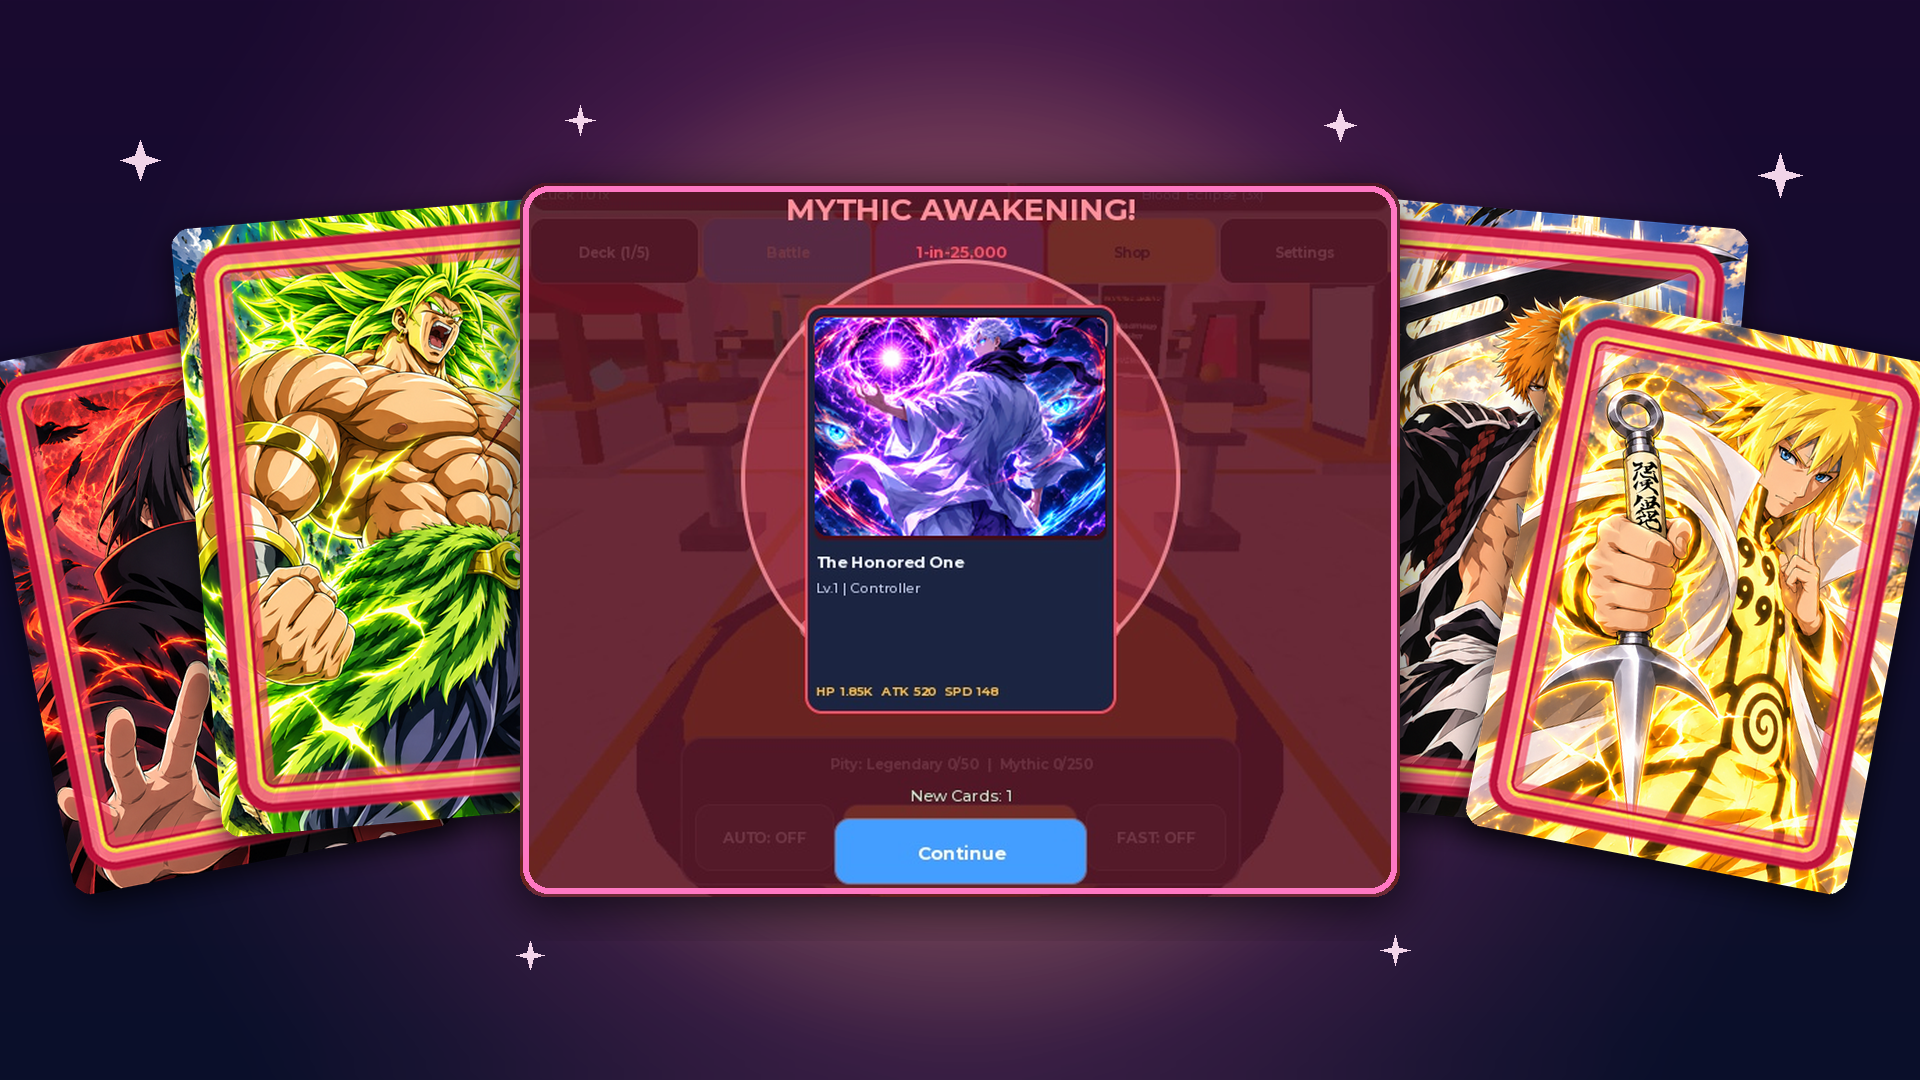 MYTHIC AWAKENING!
Deck (1/5)
Battle
1-in-25,000
Shop
Settings
The Honored One
Lv.1 | Controller
HP 1.85K ATK 520 SPD 148
Pity: Legendary 0/50 | Mythic 0/250
New Cards: 1
AUTO: OFF
Continue
FAST: OFF